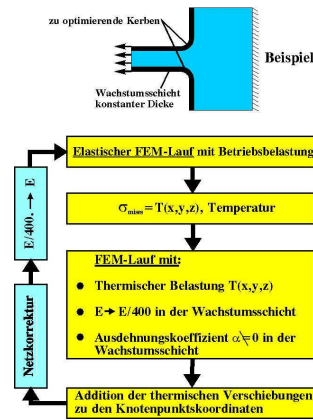 zu optimierende Kerben
Beispiel
Wachstumsschicht
konstanter Dicke
Elastischer FEM-Lauf mit Betriebsbelastung
σmises = T(x,y,z), Temperatur
FEM-Lauf mit:
● Thermischer Belastung T(x,y,z)
● E → E/400 in der Wachstumsschicht
● Ausdehnungskoeffizient α≠0 in der
Wachstumsschicht
Addition der thermischen Verschiebungen
zu den Knotenpunktskoordinaten
Netzkorrektur
E/400. → E